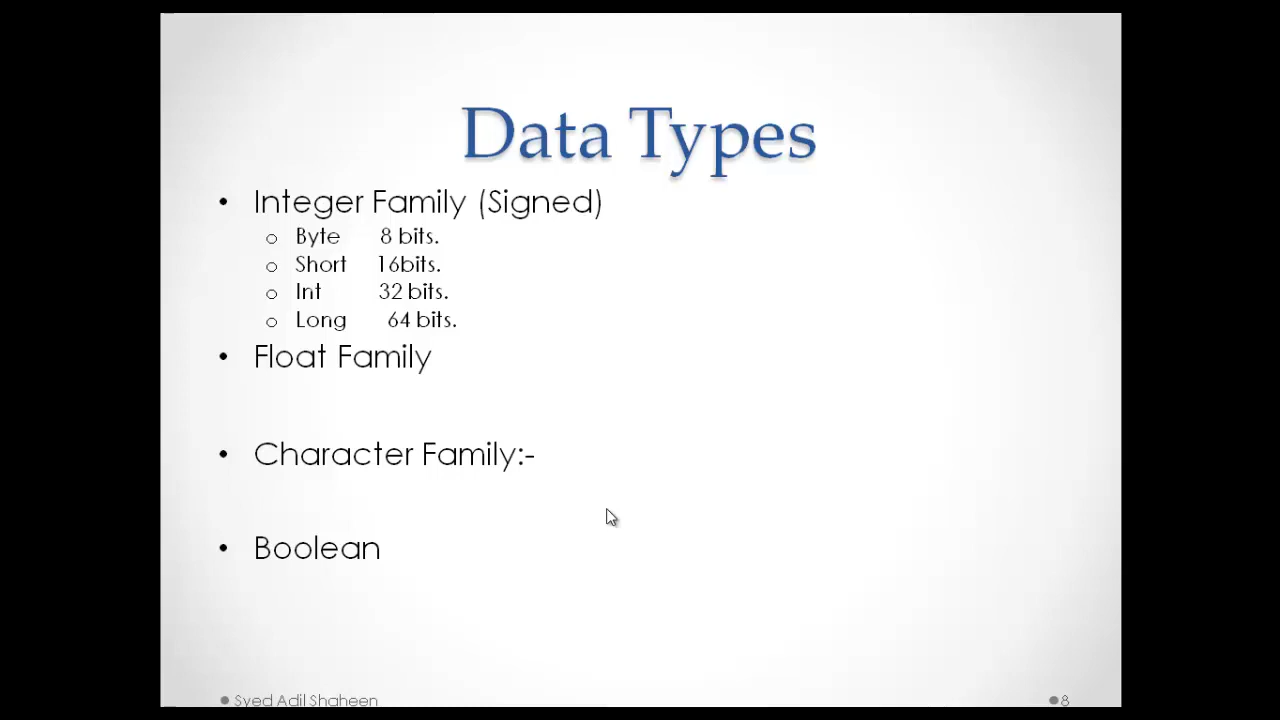 Data Types
• Integer Family (Signed)
o Byte 8 bits.
o Short 16bits.
o Int 32 bits.
o Long 64 bits.
• Float Family
• Character Family:-
• Boolean
● Syed Adil Shaheen ● 8